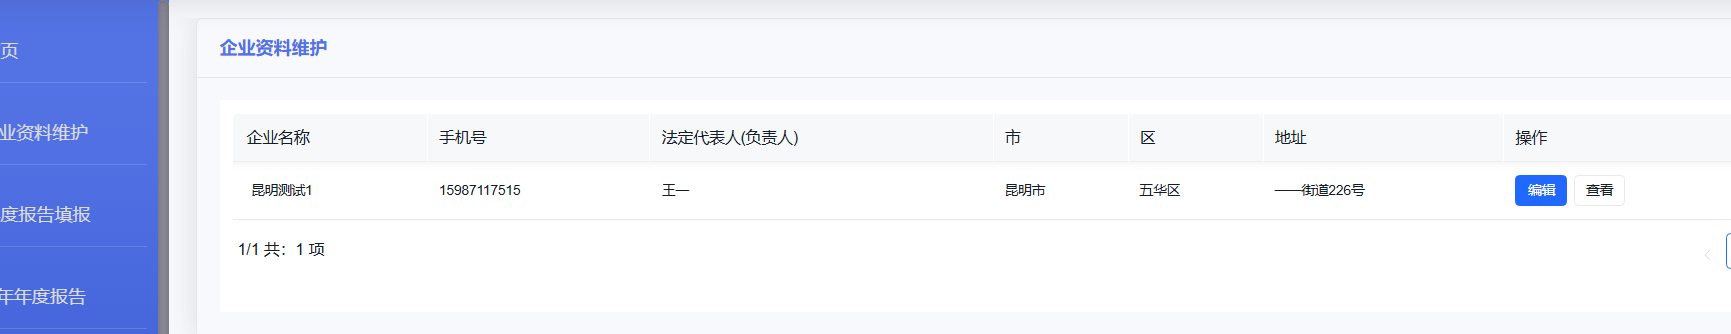 页
业资料维护
度报告填报
年年度报告
企业资料维护
企业名称 手机号 法定代表人(负责人) 市 区 地址 操作
昆明测试1 15987117515 王一 昆明市 五华区 ——街道226号 编辑 查看
1/1 共：1 项